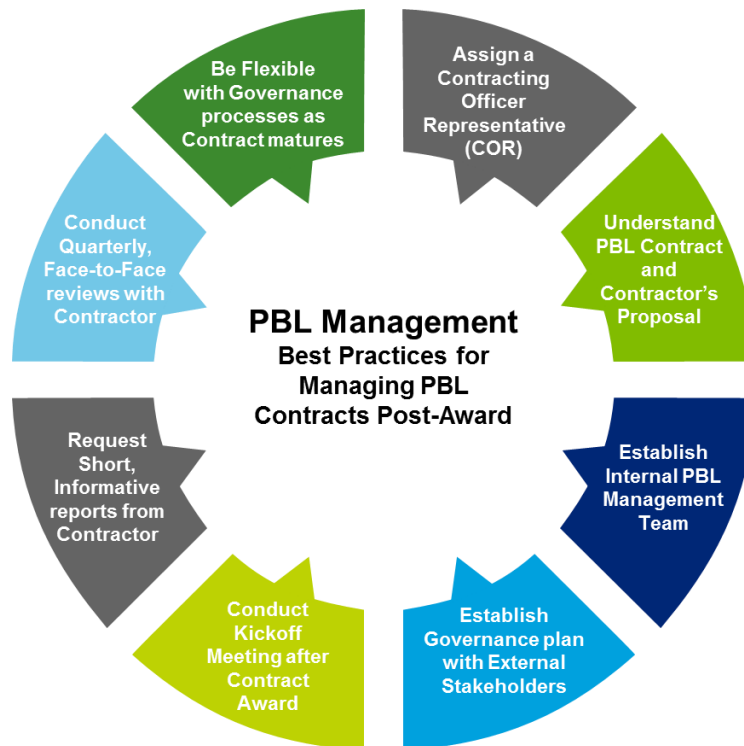 PBL Management
Best Practices for
Managing PBL
Contracts Post-Award
Assign a
Contracting
Officer
Representative
(COR)
Understand
PBL Contract
and
Contractor's
Proposal
Establish
Internal PBL
Management
Team
Establish
Governance plan
with External
Stakeholders
Conduct
Kickoff
Meeting after
Contract
Award
Request
Short,
Informative
reports from
Contractor
Conduct
Quarterly,
Face-to-Face
reviews with
Contractor
Be Flexible
with Governance
processes as
Contract matures